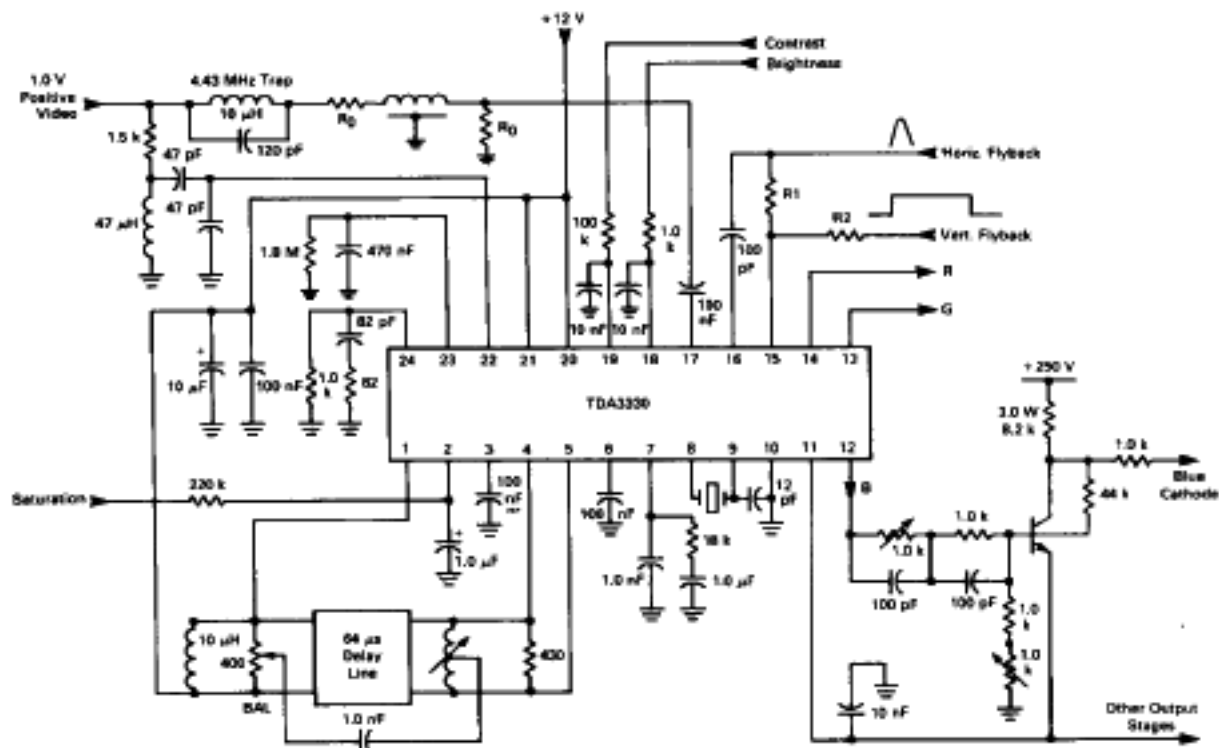 +12 V
Contrast
Brightness
1.0 V
Positive
Video
4.43 MHz Trap
10 µH
120 pF
R0
R0
1.5 k
47 pF
47 pF
47 µH
1.8 M
470 nF
100
k
1.0
k
10 nF
10 nF
100
nF
100
pF
R1
R2
Horiz. Flyback
Vert. Flyback
R
G
82 pF
10 µF
+
100 nF
1.0
k
82
24
23
22
21
20
19
18
17
16
15
14
13
TDA3330
1
2
3
4
5
6
7
8
9
10
11
12
+250 V
3.0 W
8.2 k
1.0 k
Blue
Cathode
44 k
Saturation
220 k
100
nF
100 nF
12
pF
B
+
1.0 µF
18 k
1.0 nF
1.0 µF
1.0 k
1.0 k
100 pF
100 pF
1.0
k
1.0
k
10 µH
400
BAL
64 µs
Delay
Line
430
1.0 nF
10 nF
Other Output
Stages